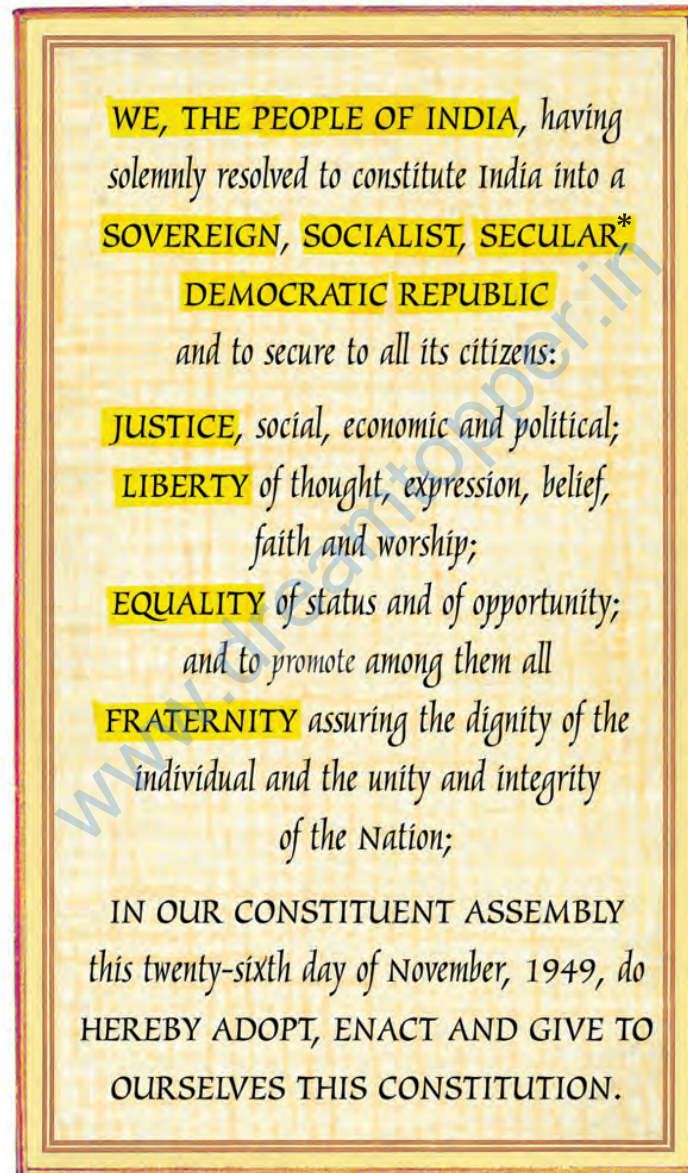 WE, THE PEOPLE OF INDIA, having
solemnly resolved to constitute India into a
SOVEREIGN, SOCIALIST, SECULAR*,
DEMOCRATIC REPUBLIC
and to secure to all its citizens:
JUSTICE, social, economic and political;
LIBERTY of thought, expression, belief,
faith and worship;
EQUALITY of status and of opportunity;
and to promote among them all
FRATERNITY assuring the dignity of the
individual and the unity and integrity
of the Nation;
IN OUR CONSTITUENT ASSEMBLY
this twenty-sixth day of November, 1949, do
HEREBY ADOPT, ENACT AND GIVE TO
OURSELVES THIS CONSTITUTION.
www.dreamtopper.in